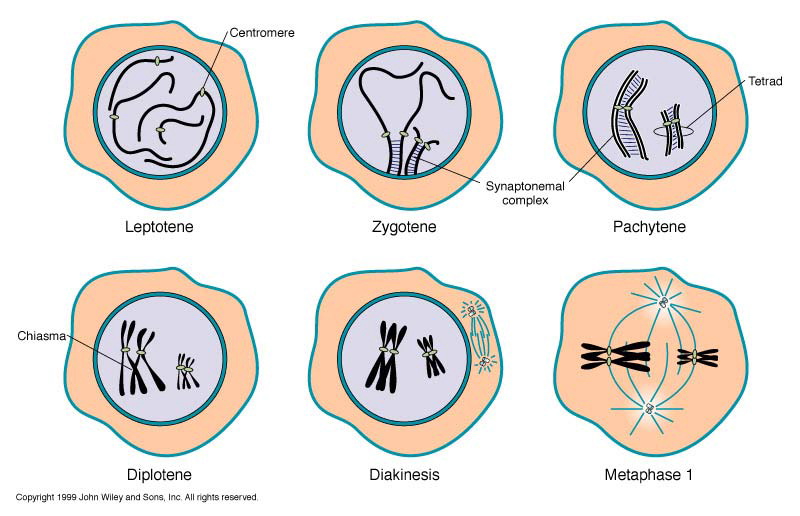 Centromere
Tetrad
Synaptonemal
complex
Leptotene
Zygotene
Pachytene
Chiasma
Diplotene
Diakinesis
Metaphase 1
Copyright 1999 John Wiley and Sons, Inc. All rights reserved.